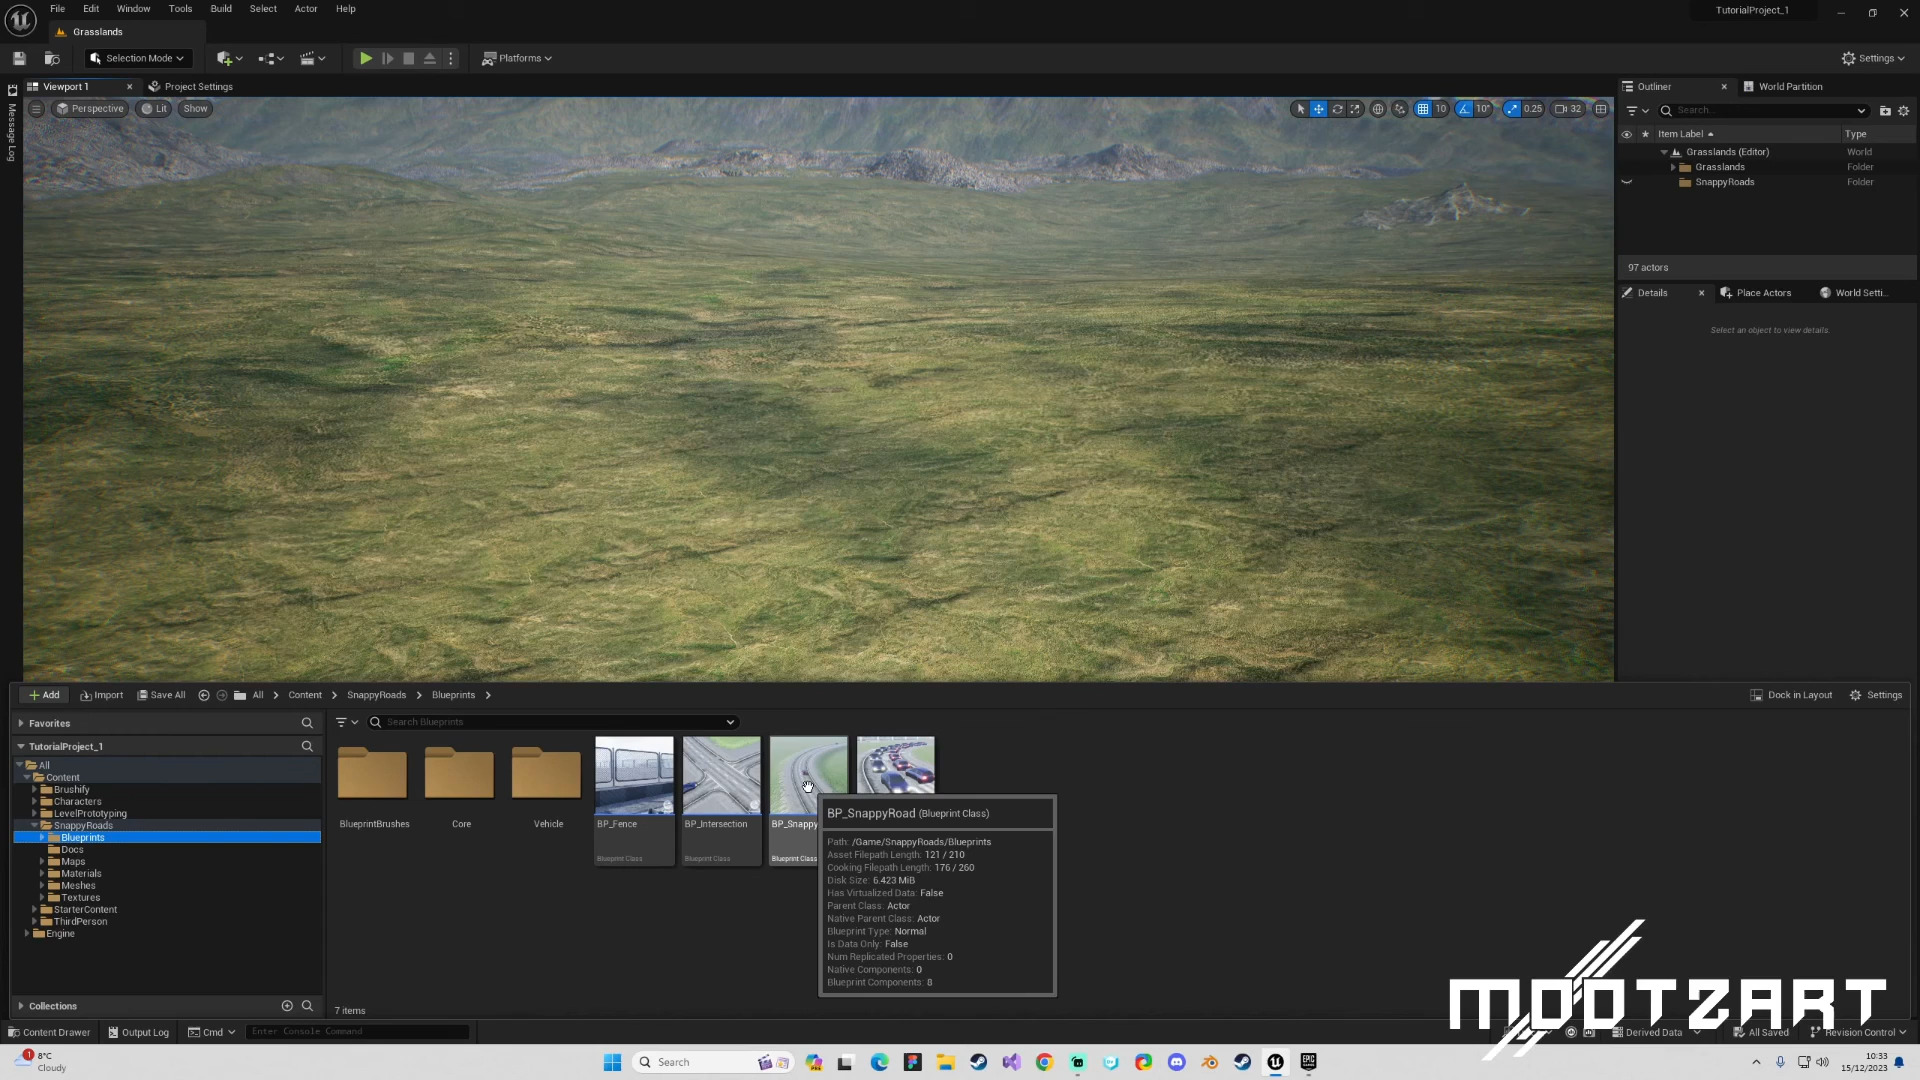 File Edit Window Tools Build Select Actor Help
TutorialProject_1
Grasslands
Selection Mode
Platforms
Settings
Viewport 1
Project Settings
Outliner
World Partition
Message Log
Perspective
Lit
Show
10
10°
0.25
32
Search...
Item Label
Type
Grasslands (Editor) World
Grasslands Folder
SnappyRoads Folder
97 actors
Details
Place Actors
World Setti...
Select an object to view details.
Add
Import
Save All
All
Content
SnappyRoads
Blueprints
Dock in Layout
Settings
Favorites
Search Blueprints
TutorialProject_1
All
Content
Brushify
Characters
LevelPrototyping
SnappyRoads
Blueprints
Docs
Maps
Materials
Meshes
Textures
StarterContent
ThirdPerson
Engine
Collections
BlueprintBrushes
Core
Vehicle
BP_Fence
Blueprint Class
BP_Intersection
Blueprint Class
BP_Snappy
Blueprint Class
BP_SnappyRoad (Blueprint Class)
Path: /Game/SnappyRoads/Blueprints
Asset Filepath Length: 121 / 210
Cooking Filepath Length: 176 / 260
Disk Size: 6.423 MiB
Has Virtualized Data: False
Parent Class: Actor
Native Parent Class: Actor
Blueprint Type: Normal
Is Data Only: False
Num Replicated Properties: 0
Native Components: 0
Blueprint Components: 8
7 items
MOOTZART
Content Drawer
Output Log
Cmd
Enter Console Command
Derived Data
All Saved
Revision Control
1
8°C
Cloudy
Search
10:33
15/12/2023